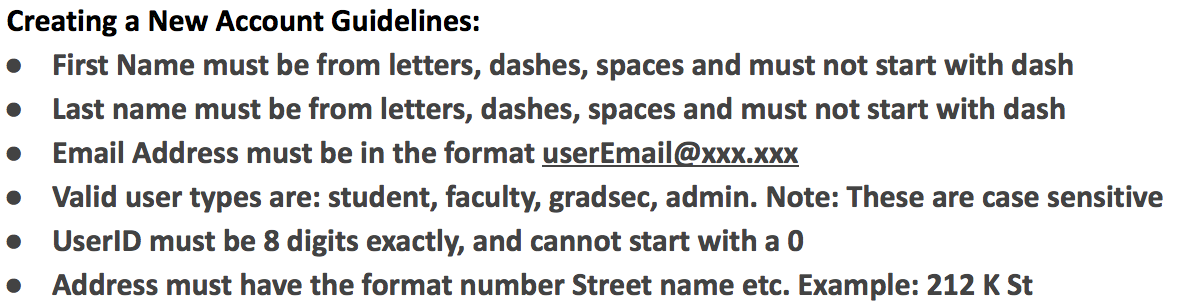 Creating a New Account Guidelines:
● First Name must be from letters, dashes, spaces and must not start with dash
● Last name must be from letters, dashes, spaces and must not start with dash
● Email Address must be in the format userEmail@xxx.xxx
● Valid user types are: student, faculty, gradsec, admin. Note: These are case sensitive
● UserID must be 8 digits exactly, and cannot start with a 0
● Address must have the format number Street name etc. Example: 212 K St